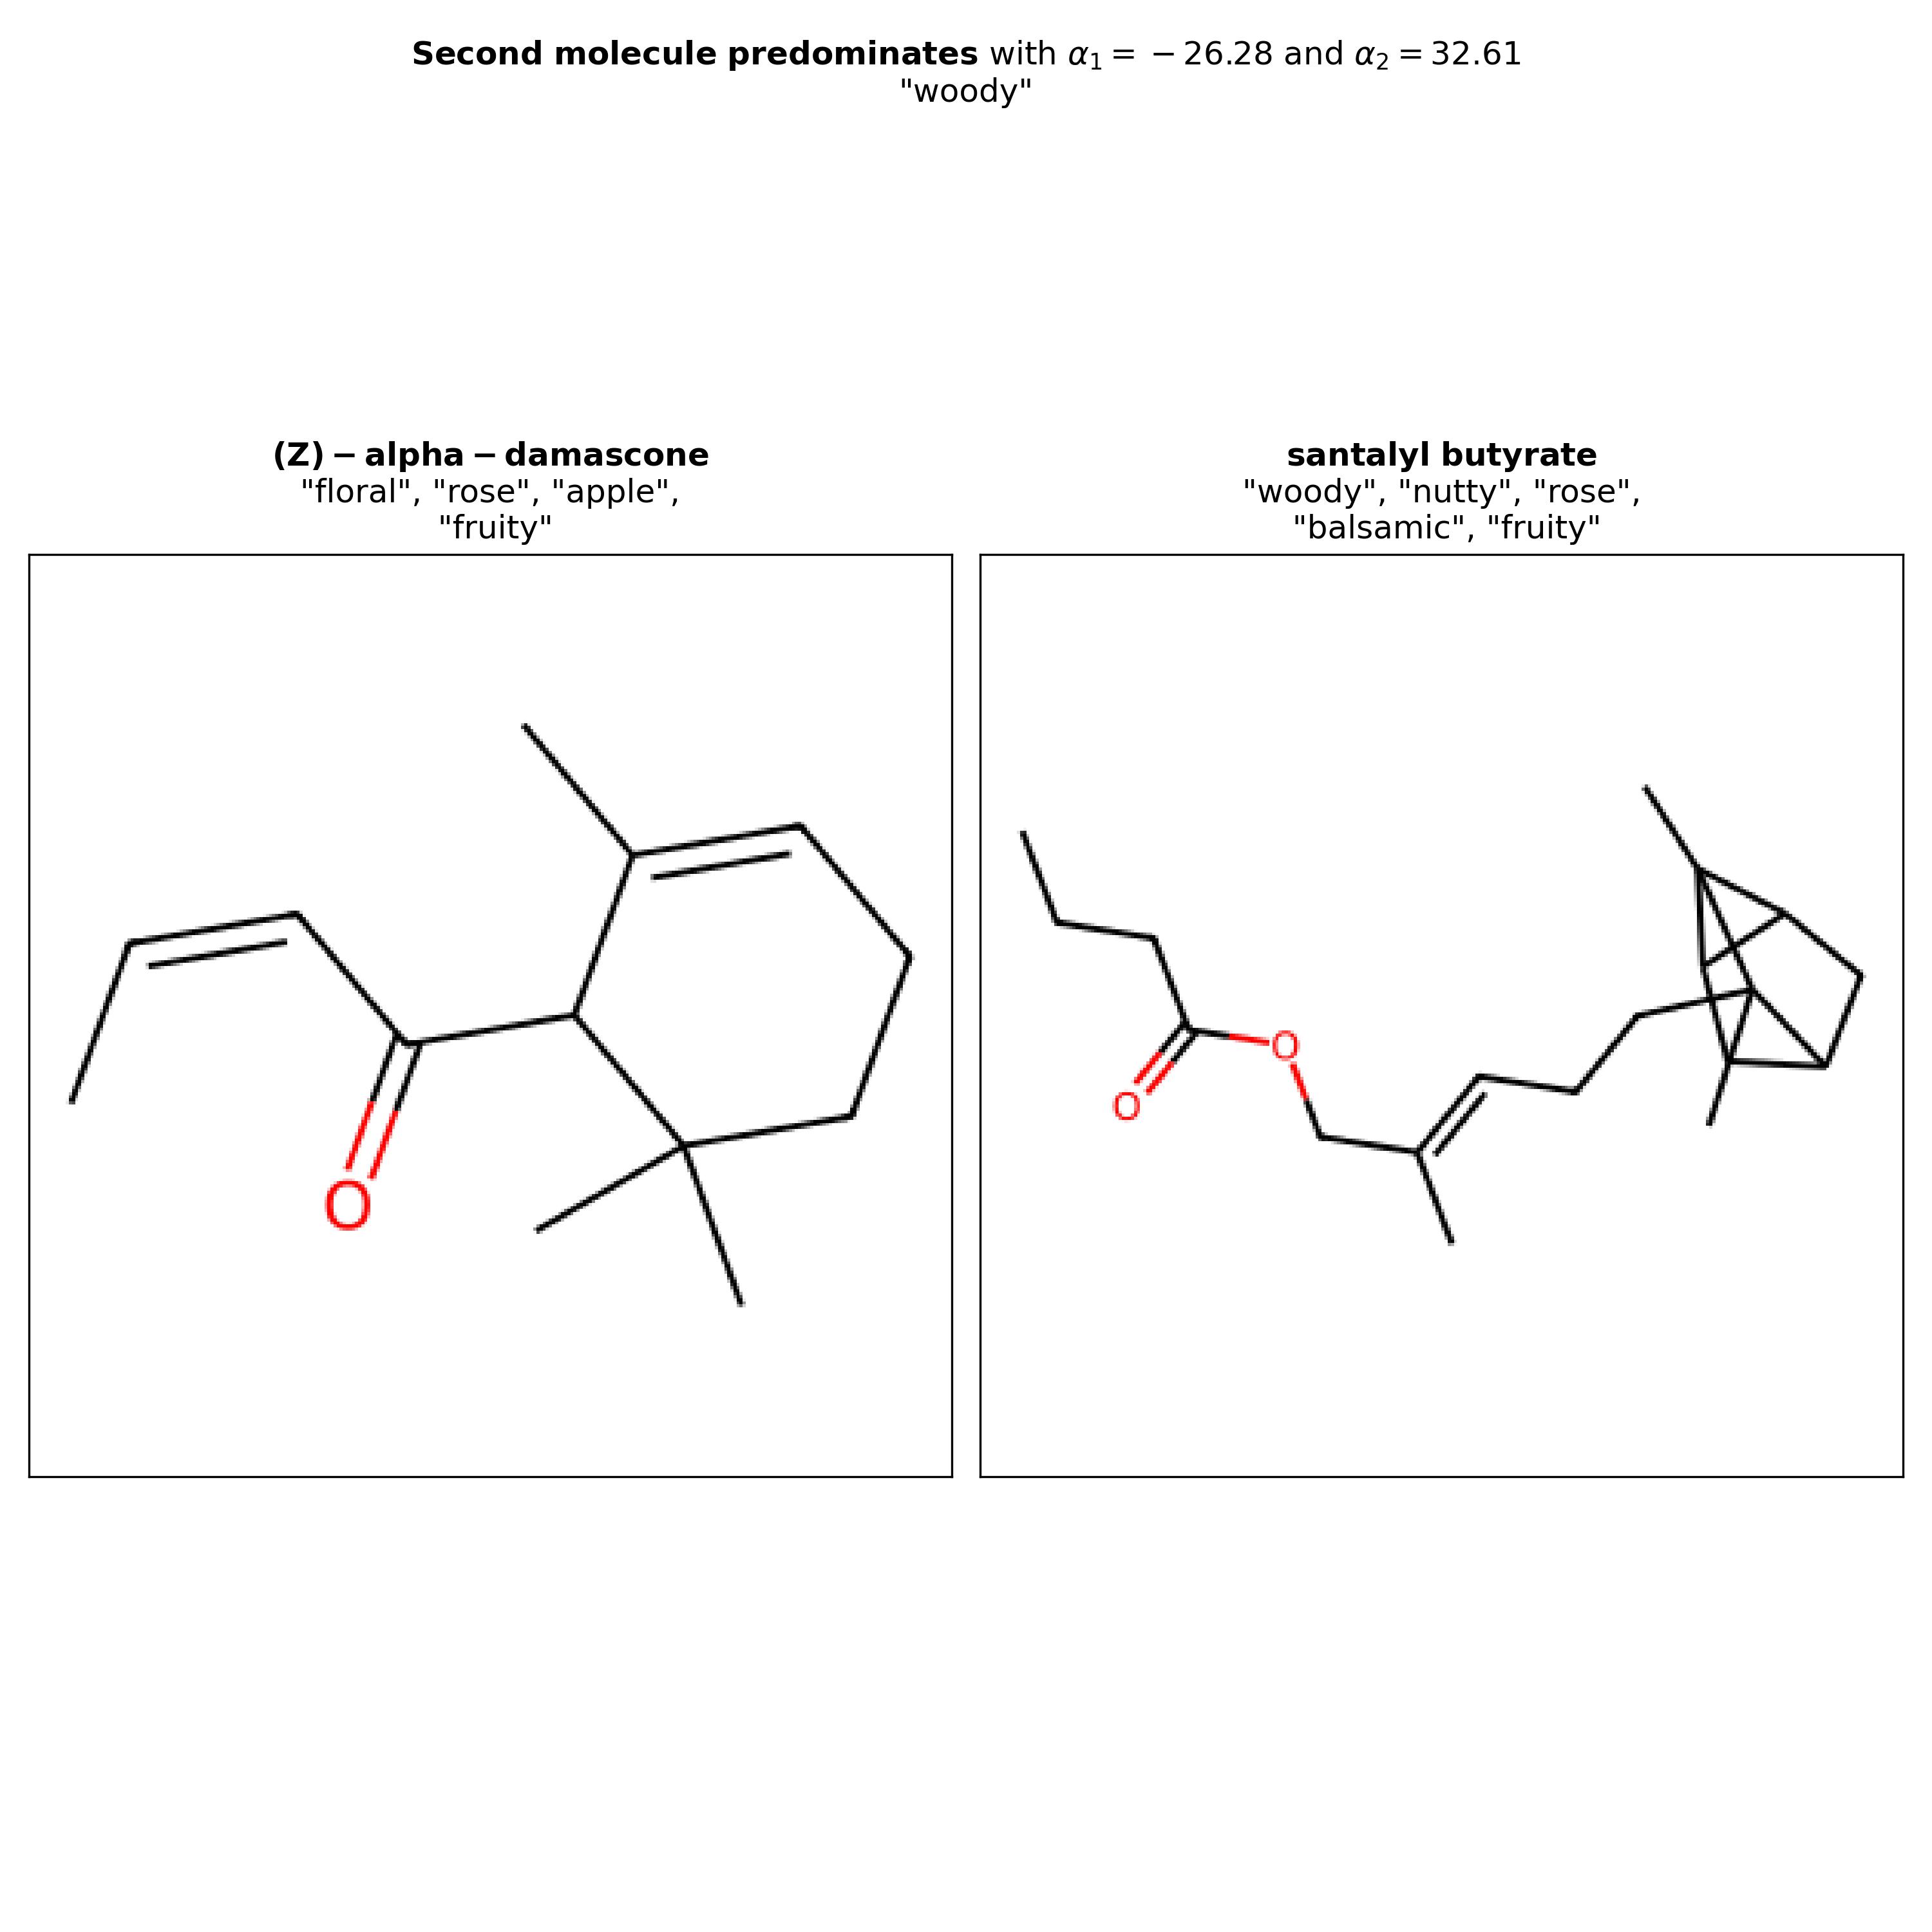 Second molecule predominates with α₁ = −26.28 and α₂ = 32.61
"woody"
(Z) − alpha − damascone
"floral", "rose", "apple",
"fruity"
santalyl butyrate
"woody", "nutty", "rose",
"balsamic", "fruity"
O
O
O